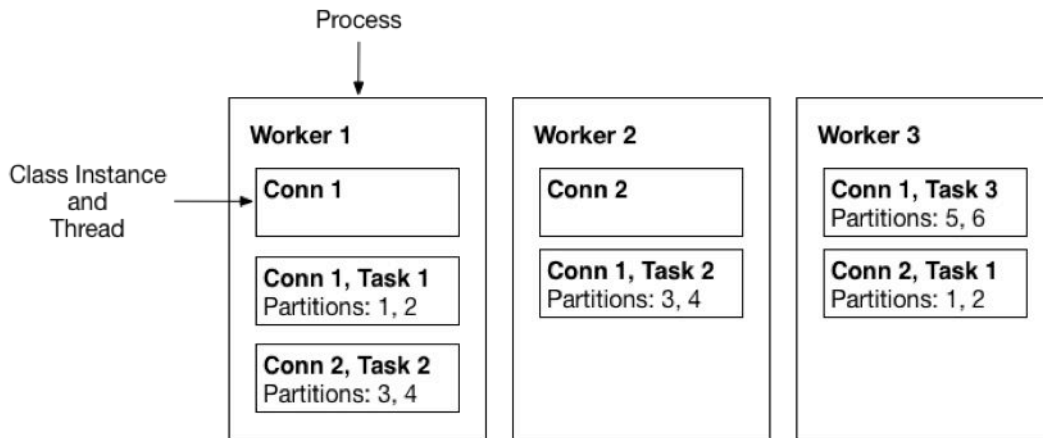 Process
Class Instance
and
Thread
Worker 1
Conn 1
Conn 1, Task 1
Partitions: 1, 2
Conn 2, Task 2
Partitions: 3, 4
Worker 2
Conn 2
Conn 1, Task 2
Partitions: 3, 4
Worker 3
Conn 1, Task 3
Partitions: 5, 6
Conn 2, Task 1
Partitions: 1, 2